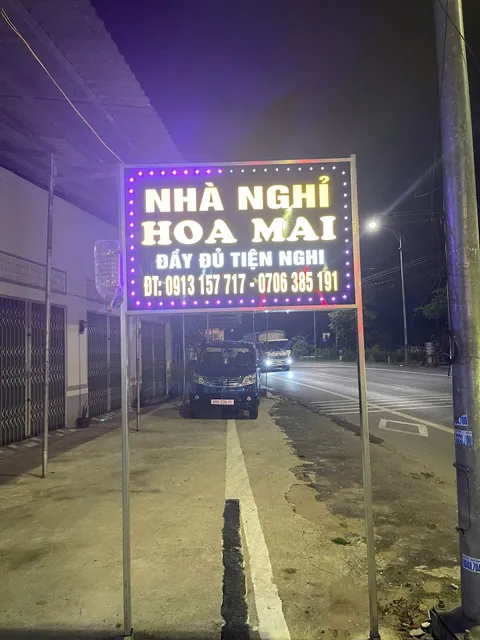 NHÀ NGHỈ
HOA MAI
ĐẦY ĐỦ TIỆN NGHI
ĐT: 0913 157 717 - 0706 385 191